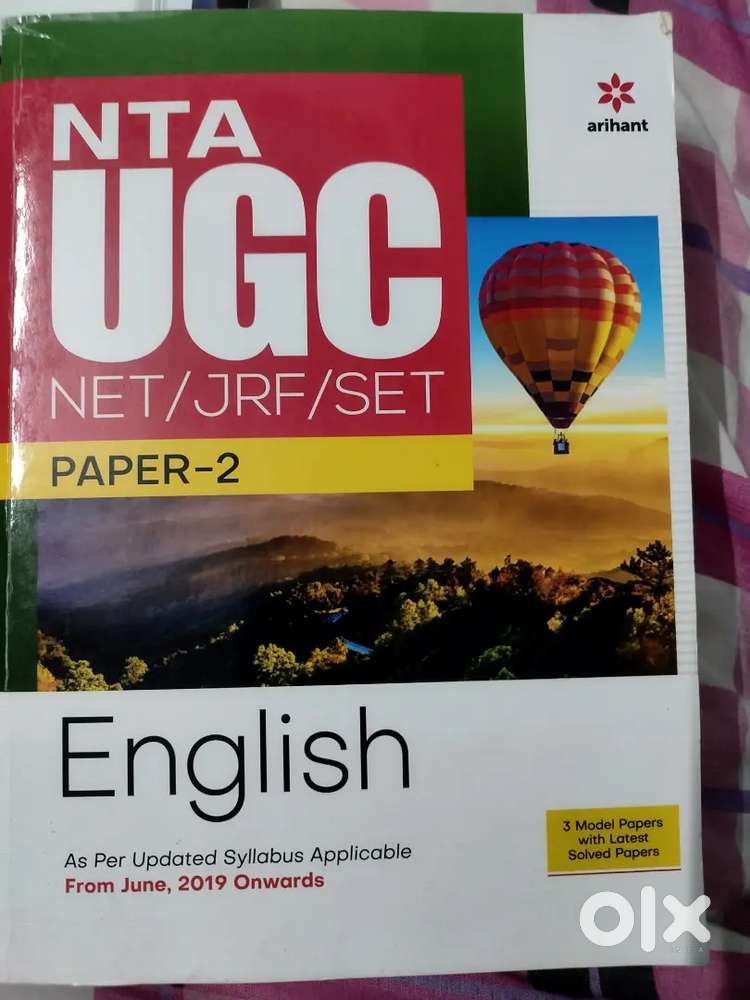 arihant
NTA
UGC
NET/JRF/SET
PAPER-2
English
As Per Updated Syllabus Applicable
From June, 2019 Onwards
3 Model Papers
with Latest
Solved Papers
olx
INDIA